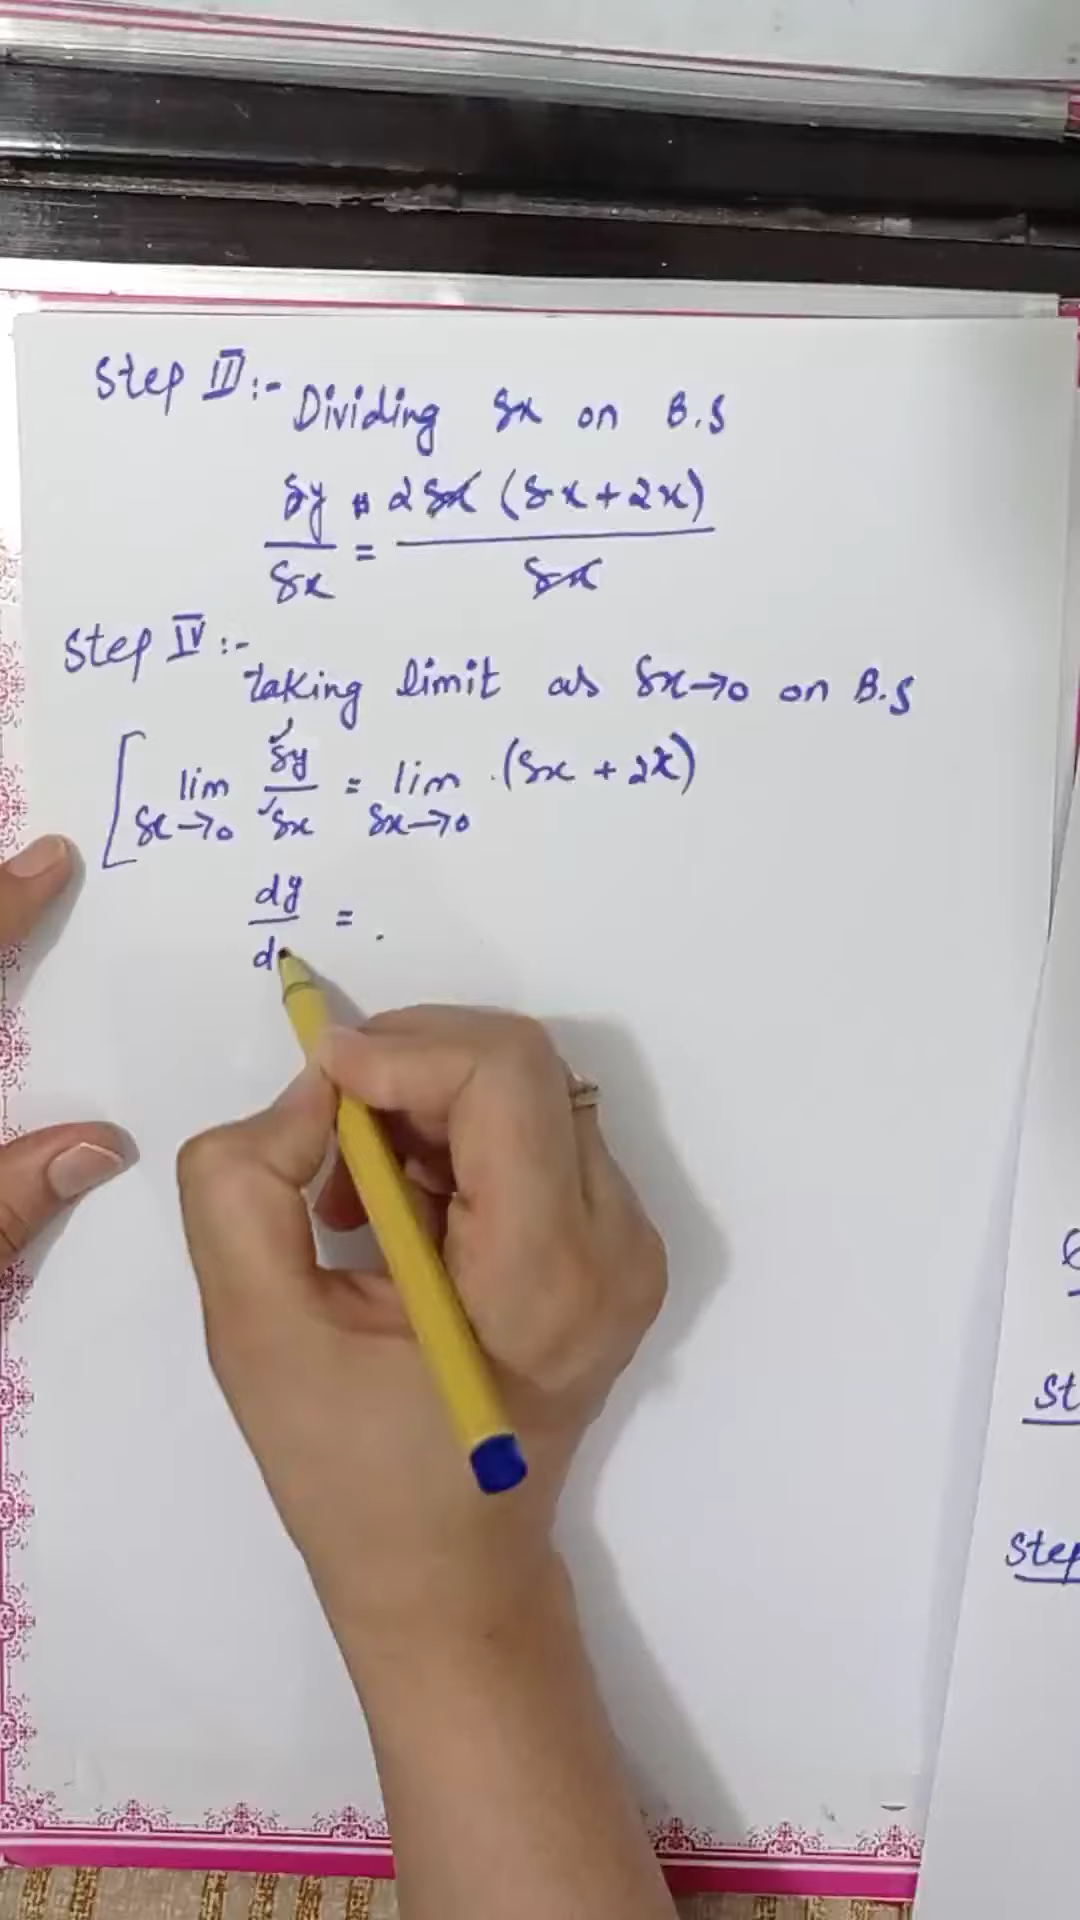 Step III:- Dividing δx on B.S
δy/δx = 2δx (δx + 2x)/δx
Step IV:-
taking limit as δx→0 on B.S
[lim δx→0 δy/δx = lim δx→0 (δx + 2x)
dy/d =
St
Step